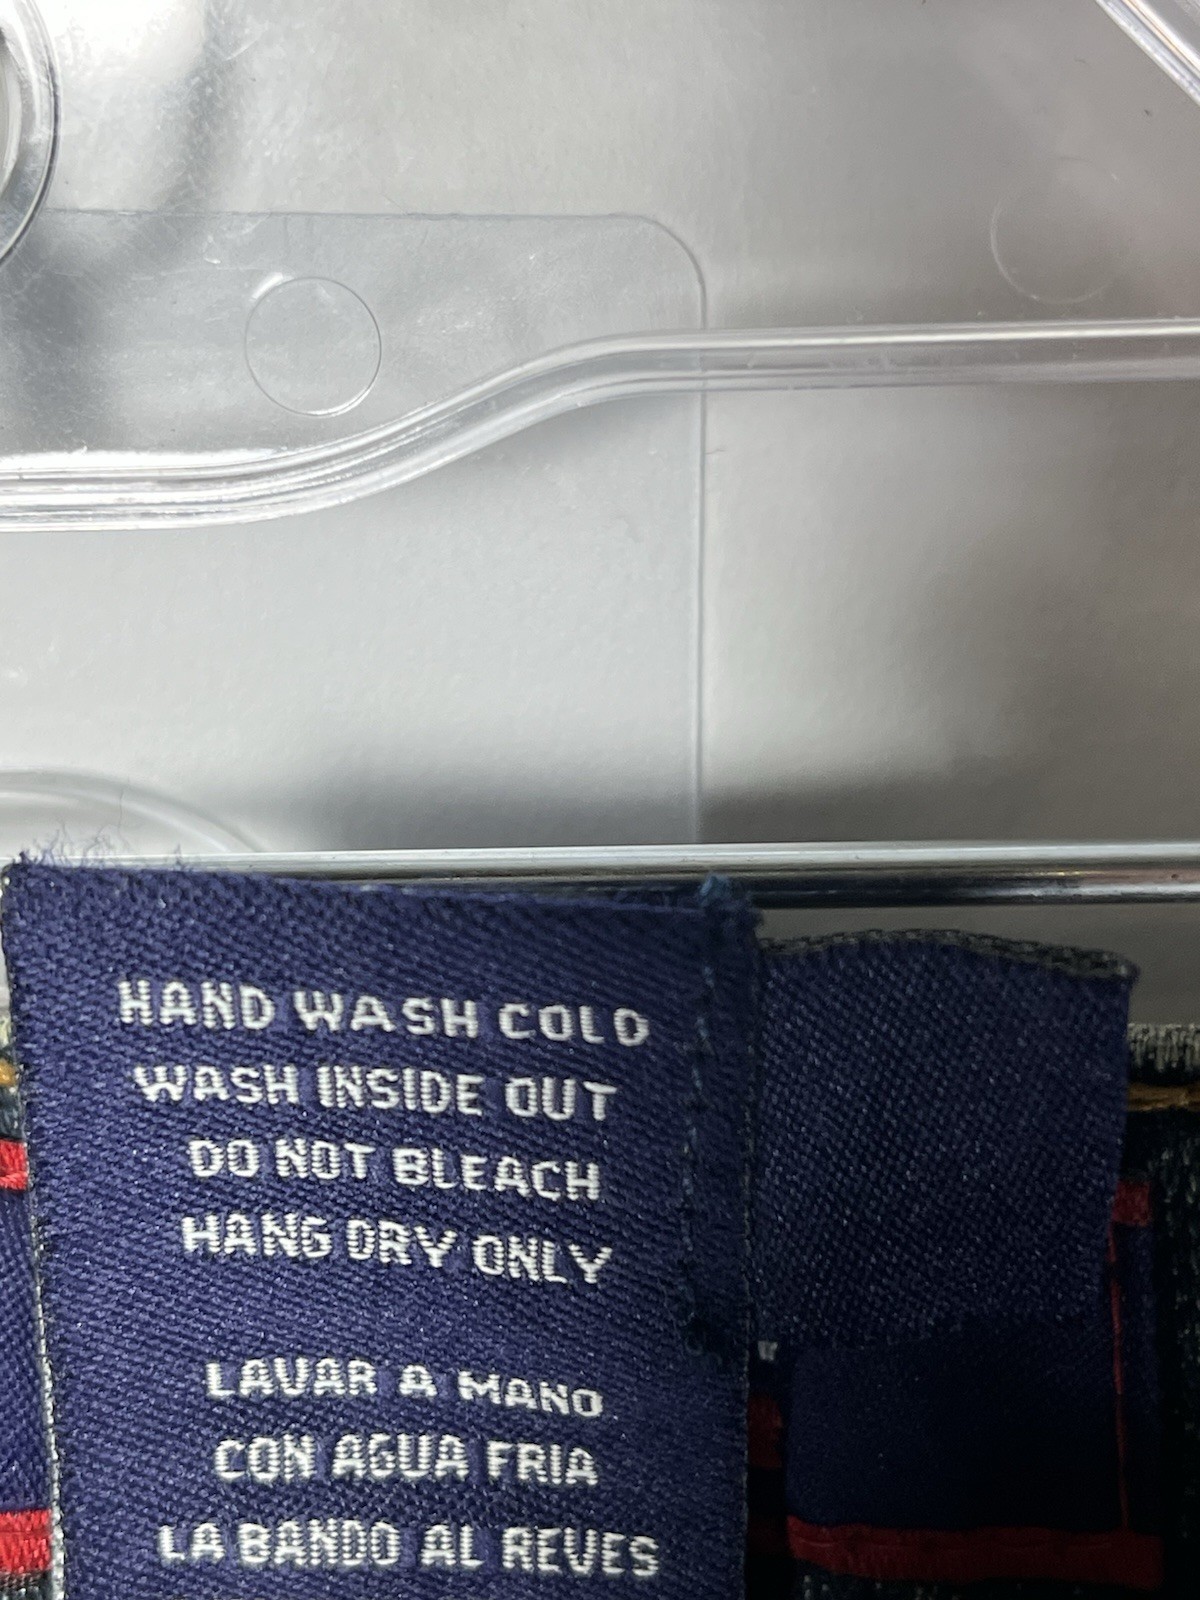 HAND WASH COLD
WASH INSIDE OUT
DO NOT BLEACH
HANG DRY ONLY
LAVAR A MANO
CON AGUA FRIA
LA BANDO AL REVES